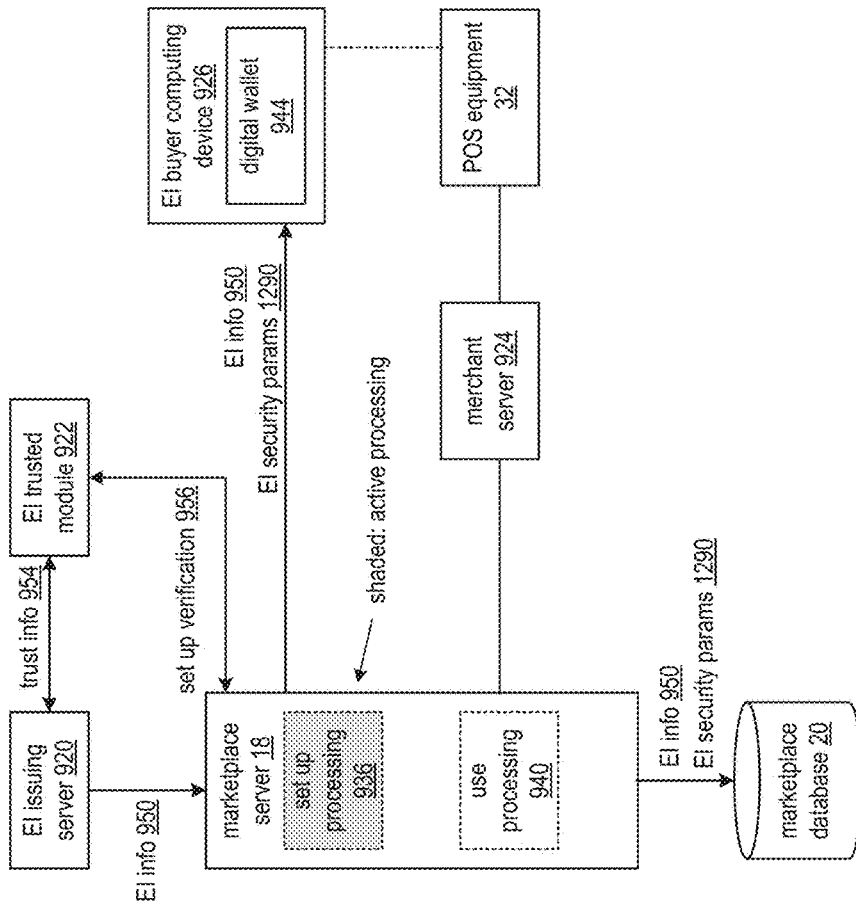 EI issuing
server 920
trust info 954
EI trusted
module 922
EI info 950
set up verification 956
marketplace
server 18
set up
processing
936
use
processing
940
shaded: active processing
EI info 950
EI security params 1290
EI buyer computing
device 926
digital wallet
944
merchant
server 924
POS equipment
32
EI info 950
EI security params 1290
marketplace
database 20